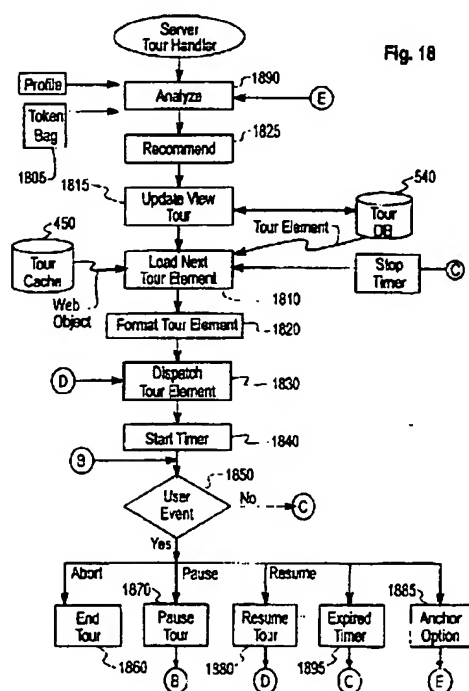 Server
Tour Handler
Fig. 18
Profile
1890
Analyze
E
Token
Bag
1825
Recommend
1805
1815
540
Update View
Tour
Tour
DB
450
Tour Element
Tour
Cache
Load Next
Tour Element
Stop
Timer
C
Web
Object
1810
Format Tour Element
1820
D
Dispatch
Tour Element
1830
Start Timer
1840
B
1850
User
Event
No
C
Yes
Abort
Pause
Resume
1870
1885
End
Tour
Pause
Tour
Resume
Tour
Expired
Timer
Anchor
Option
1860
B
1880
D
1895
C
E